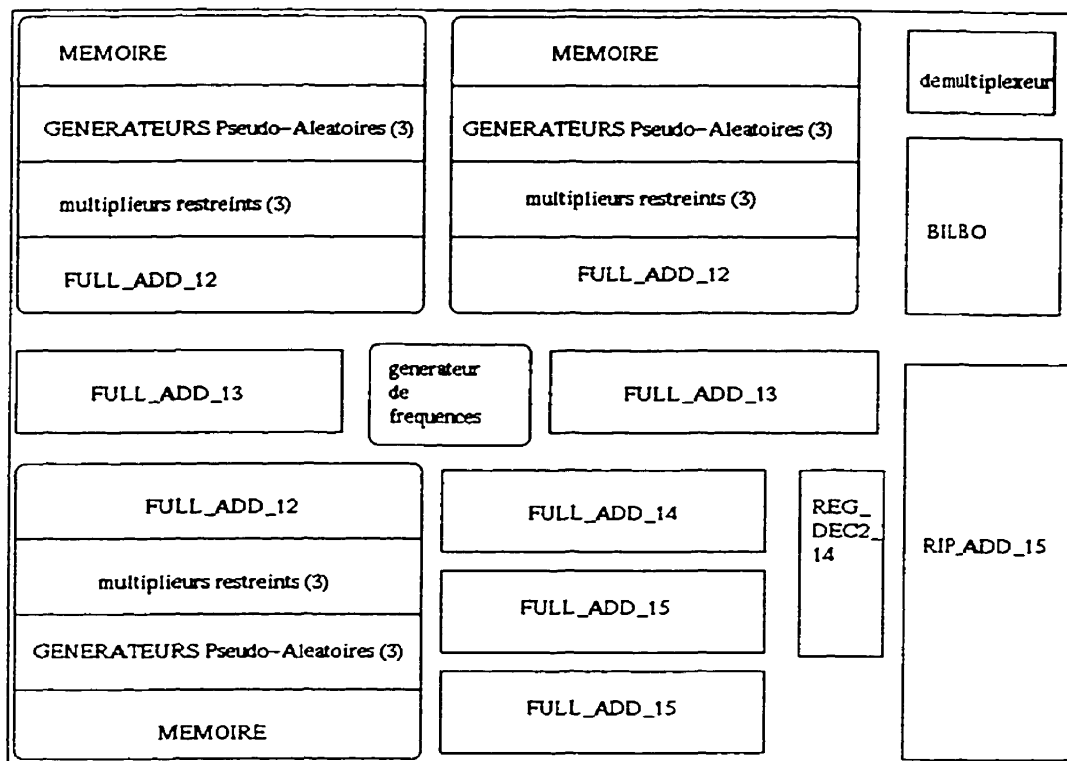 MEMOIRE
GENERATEURS Pseudo-Aleatoires (3)
multiplieurs restreints (3)
FULL_ADD_12
MEMOIRE
GENERATEURS Pseudo-Aleatoires (3)
multiplieurs restreints (3)
FULL_ADD_12
demultiplexeur
BILBO
FULL_ADD_13
generateur
de
frequences
FULL_ADD_13
FULL_ADD_12
multiplieurs restreints (3)
GENERATEURS Pseudo-Aleatoires (3)
MEMOIRE
FULL_ADD_14
FULL_ADD_15
FULL_ADD_15
REG_
DEC2_
14
RIP_ADD_15